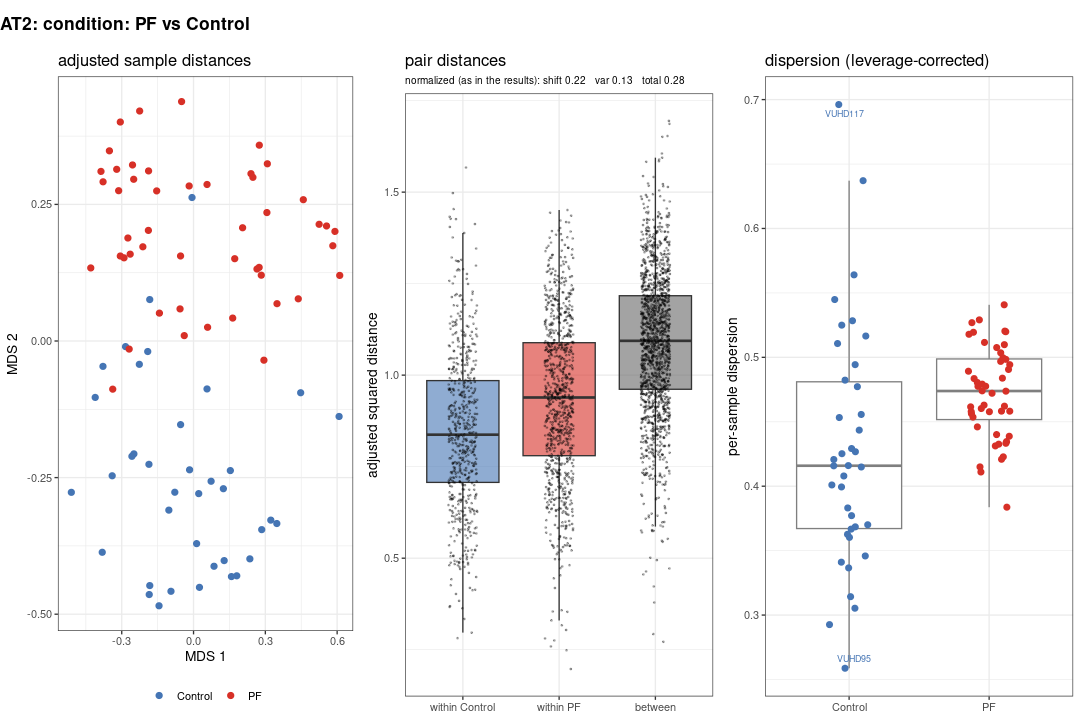 AT2: condition: PF vs Control
adjusted sample distances
MDS 2
0.25
0.00
-0.25
-0.50
-0.3
0.0
0.3
0.6
MDS 1
Control
PF
pair distances
normalized (as in the results): shift 0.22 var 0.13 total 0.28
adjusted squared distance
1.5
1.0
0.5
within Control
within PF
between
dispersion (leverage-corrected)
per-sample dispersion
0.7
0.6
0.5
0.4
0.3
VUHD117
VUHD95
Control
PF